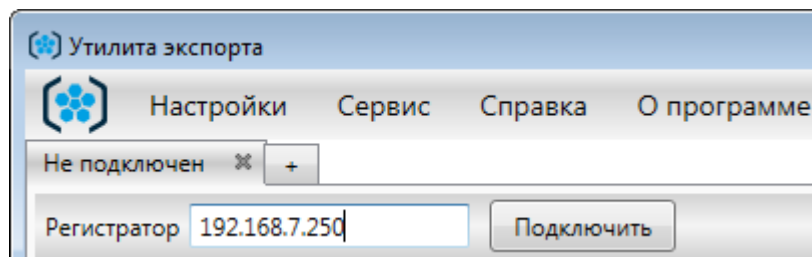 Утилита экспорта
Настройки Сервис Справка О программе
Не подключен +
Регистратор 192.168.7.250 Подключить